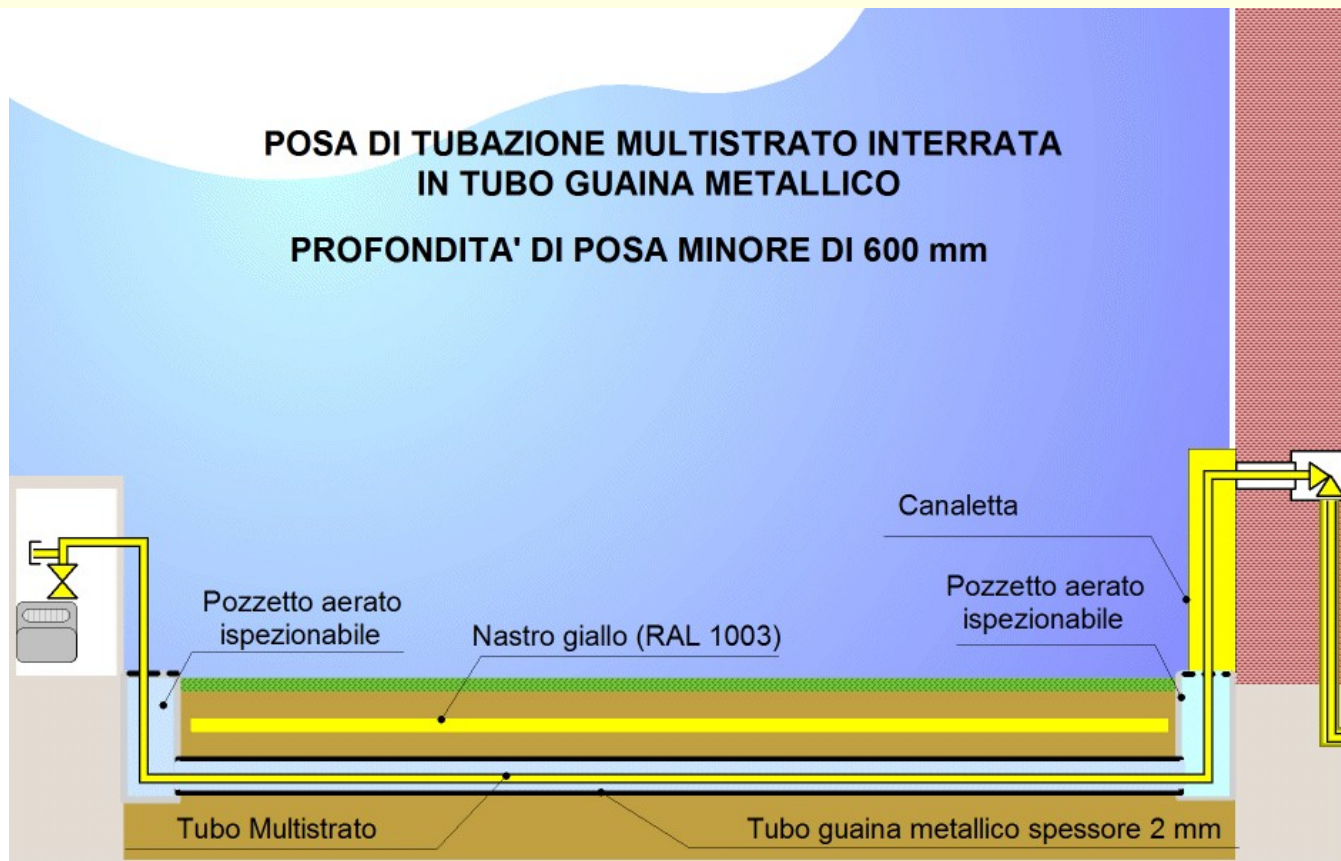 POSA DI TUBAZIONE MULTISTRATO INTERRATA
IN TUBO GUAINA METALLICO
PROFONDITA' DI POSA MINORE DI 600 mm
Canaletta
Pozzetto aerato
ispezionabile
Nastro giallo (RAL 1003)
Pozzetto aerato
ispezionabile
Tubo Multistrato
Tubo guaina metallico spessore 2 mm